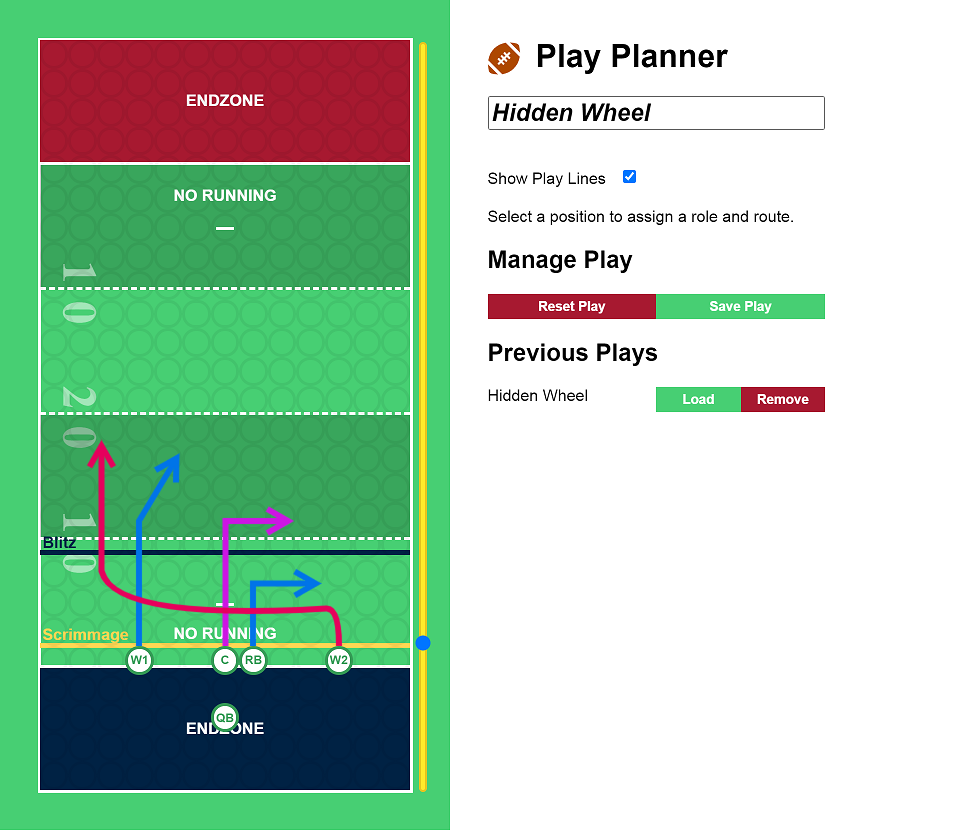 ENDZONE
NO RUNNING
10
20
10
Blitz
Scrimmage
NO RUNNING
W1
C
RB
W2
QB
ENDZONE
Play Planner
Hidden Wheel
Show Play Lines
Select a position to assign a role and route.
Manage Play
Reset Play
Save Play
Previous Plays
Hidden Wheel
Load
Remove